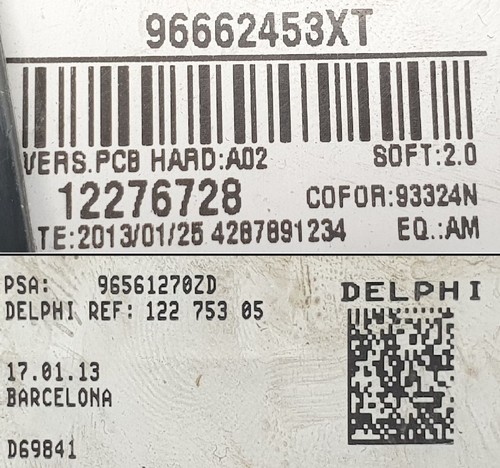 96662453XT
VERS.PCB HARD:A02 SOFT:2.0
12276728 COFOR:93324N
TE:2013/01/25 4287891234 EQ.:AM
PSA: 96561270ZD DELPHI
DELPHI REF: 122 753 05
17.01.13
BARCELONA
D69841